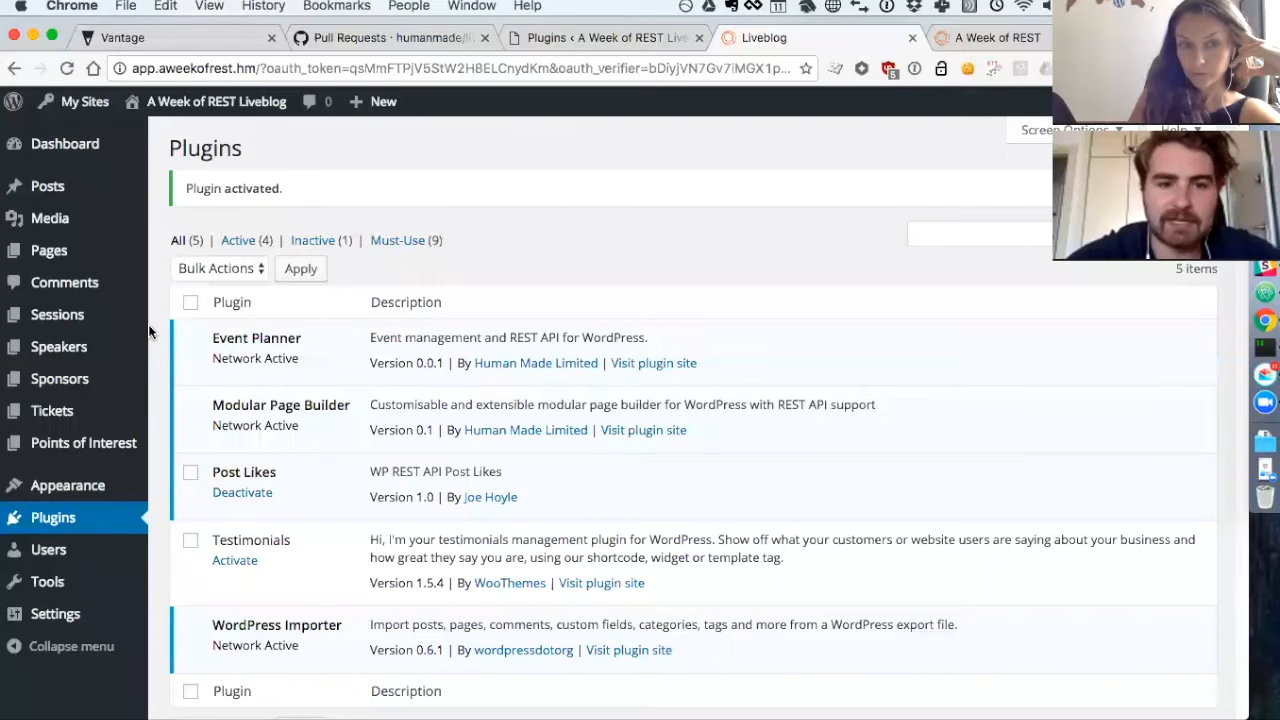 Chrome File Edit View History Bookmarks People Window Help
Vantage
Pull Requests · humanmade/
Plugins ‹ A Week of REST Live
Liveblog
A Week of REST
app.aweekofrest.hm/?oauth_token=qsMmFTPjV5StW2H8ELCnydKm&oauth_verifier=bDiyjVN7Gv7iMGX1p...
My Sites A Week of REST Liveblog 0 + New
Screen Options Help
Dashboard
Posts
Media
Pages
Comments
Sessions
Speakers
Sponsors
Tickets
Points of Interest
Appearance
Plugins
Users
Tools
Settings
Collapse menu
Plugins
Plugin activated.
All (5) | Active (4) | Inactive (1) | Must-Use (9)
Bulk Actions Apply
5 items
Plugin Description
Event Planner
Network Active
Event management and REST API for WordPress.
Version 0.0.1 | By Human Made Limited | Visit plugin site
Modular Page Builder
Network Active
Customisable and extensible modular page builder for WordPress with REST API support
Version 0.1 | By Human Made Limited | Visit plugin site
Post Likes
Deactivate
WP REST API Post Likes
Version 1.0 | By Joe Hoyle
Testimonials
Activate
Hi, I'm your testimonials management plugin for WordPress. Show off what your customers or website users are saying about your business and
how great they say you are, using our shortcode, widget or template tag.
Version 1.5.4 | By WooThemes | Visit plugin site
WordPress Importer
Network Active
Import posts, pages, comments, custom fields, categories, tags and more from a WordPress export file.
Version 0.6.1 | By wordpressdotorg | Visit plugin site
Plugin Description